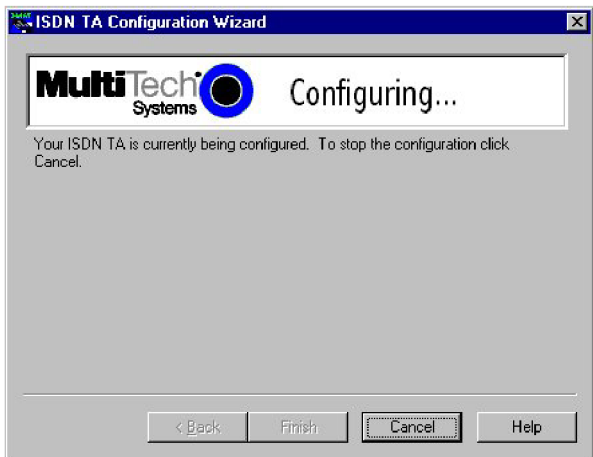 ISDN TA Configuration Wizard
MultiTech
Systems
Configuring...
Your ISDN TA is currently being configured. To stop the configuration click
Cancel.
< Back
Finish
Cancel
Help